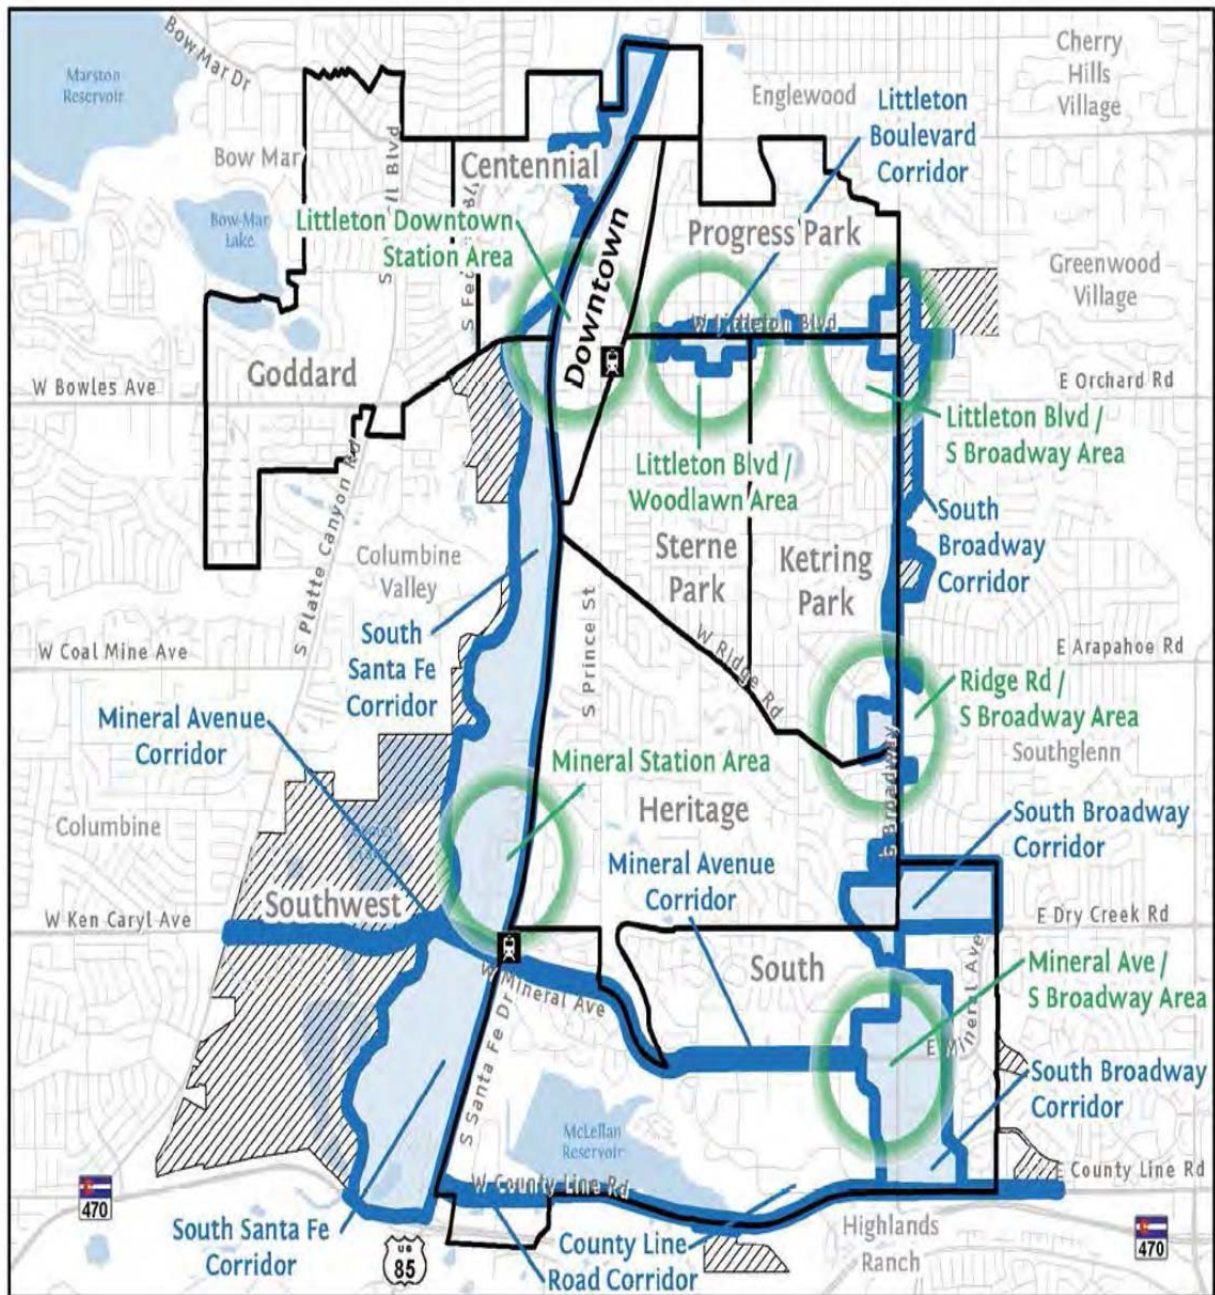 Bow Mar Dr
Marston
Reservoir
Cherry
Hills
Village
Englewood
Littleton
Boulevard
Corridor
Bow Mar
Centennial
Bow-Mar
Lake
Littleton Downtown
Station Area
Downtown
Progress Park
Greenwood
Village
W Littleton Blvd
Goddard
W Bowles Ave
E Orchard Rd
Littleton Blvd /
S Broadway Area
Littleton Blvd /
Woodlawn Area
S Platte Canyon Rd
South
Broadway
Corridor
Columbine
Valley
Sterne
Park
Ketring
Park
South
Santa Fe
Corridor
S Prince St
W Ridge Rd
W Coal Mine Ave
E Arapahoe Rd
Ridge Rd /
S Broadway Area
Mineral Avenue
Corridor
Southglenn
S Broadway
Mineral Station Area
Heritage
South Broadway
Corridor
Columbine
Mineral Avenue
Corridor
Southwest
W Ken Caryl Ave
E Dry Creek Rd
South
Mineral Ave /
S Broadway Area
W Mineral Ave
E Mineral Ave
S Santa Fe Dr
South Broadway
Corridor
McLellan
Reservoir
W County Line Rd
E County Line Rd
470
South Santa Fe
Corridor
US
85
County Line
Road Corridor
Highlands
Ranch
470